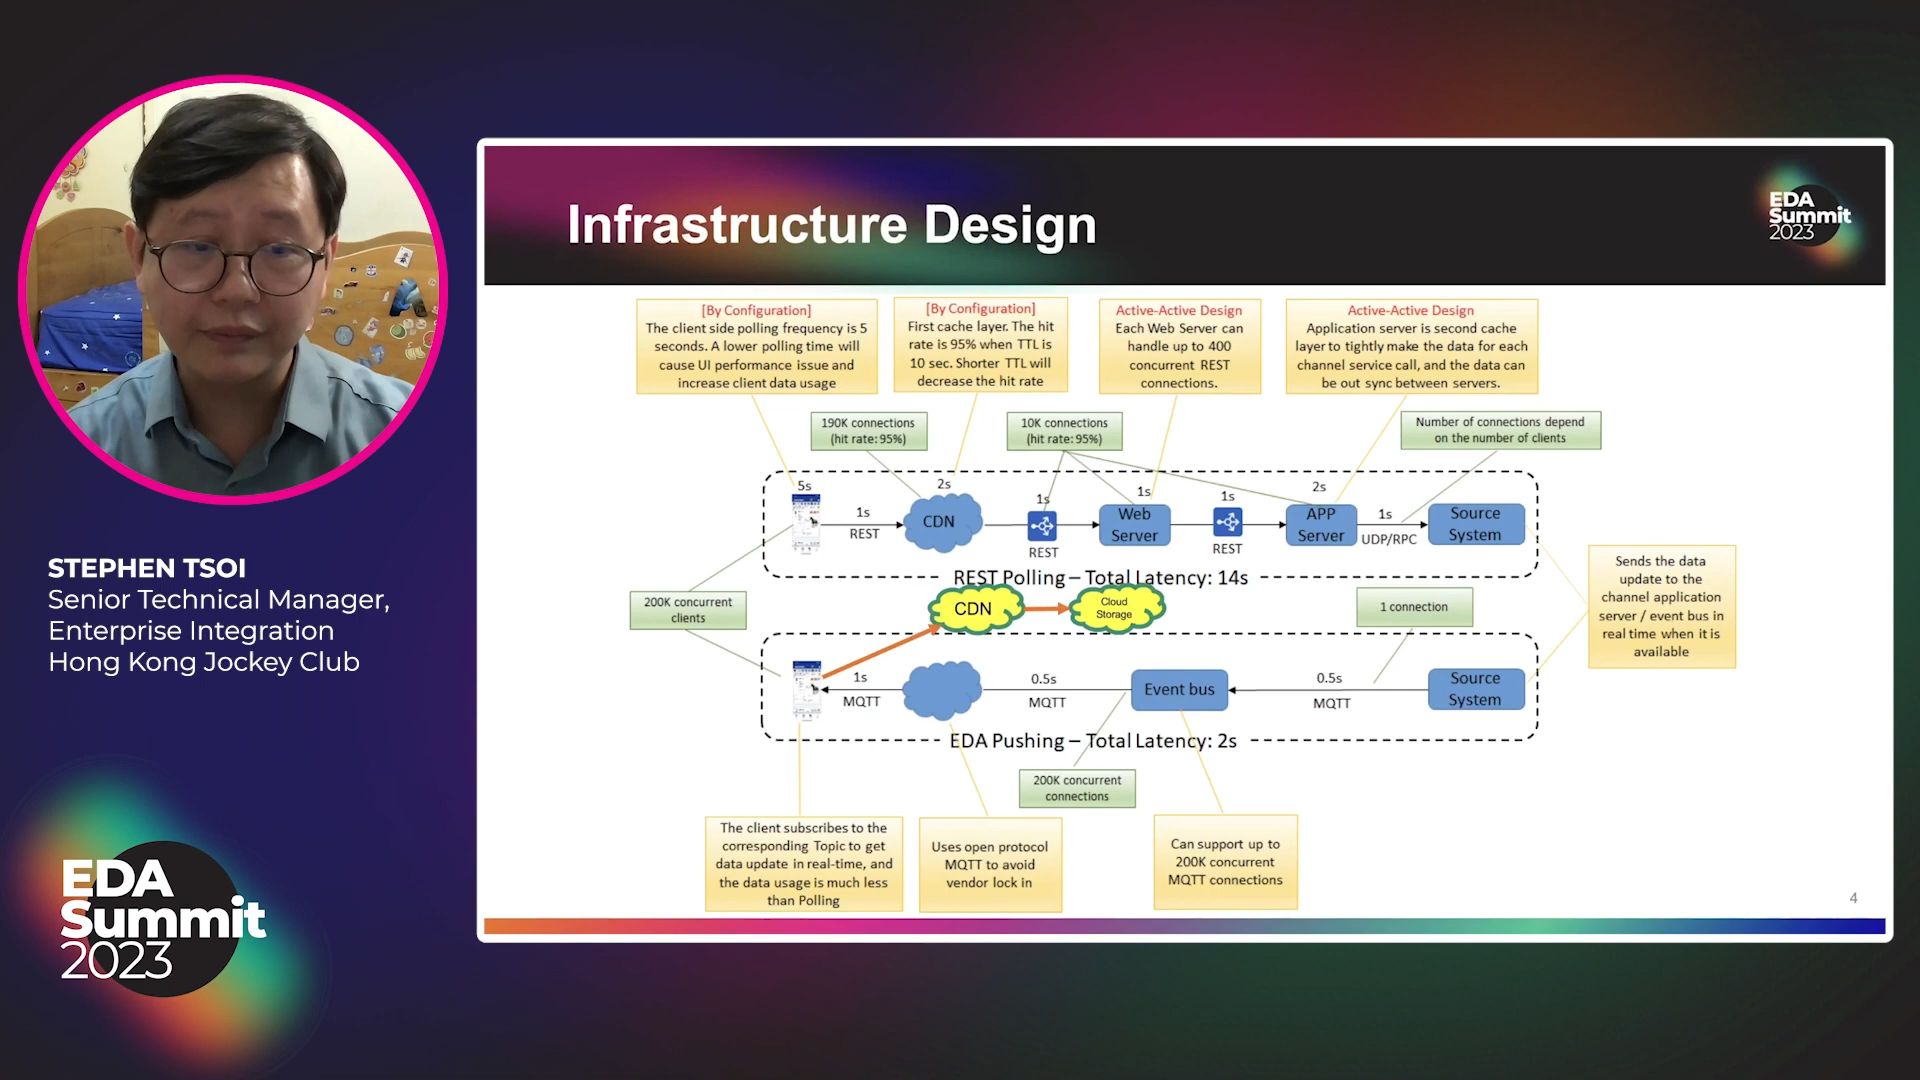 STEPHEN TSOI
Senior Technical Manager,
Enterprise Integration
Hong Kong Jockey Club
EDA
Summit
2023
Infrastructure Design
EDA
Summit
2023
[By Configuration]
The client side polling frequency is 5
seconds. A lower polling time will
cause UI performance issue and
increase client data usage
[By Configuration]
First cache layer. The hit
rate is 95% when TTL is
10 sec. Shorter TTL will
decrease the hit rate
Active-Active Design
Each Web Server can
handle up to 400
concurrent REST
connections.
Active-Active Design
Application server is second cache
layer to tightly make the data for each
channel service call, and the data can
be out sync between servers.
190K connections
(hit rate: 95%)
10K connections
(hit rate: 95%)
Number of connections depend
on the number of clients
5s
1s
REST
2s
CDN
1s
REST
1s
Web
Server
1s
REST
2s
APP
Server
1s
UDP/RPC
Source
System
REST Polling – Total Latency: 14s
200K concurrent
clients
CDN
Cloud
Storage
1 connection
Sends the data
update to the
channel application
server / event bus in
real time when it is
available
1s
MQTT
0.5s
MQTT
Event bus
0.5s
MQTT
Source
System
EDA Pushing – Total Latency: 2s
200K concurrent
connections
The client subscribes to the
corresponding Topic to get
data update in real-time, and
the data usage is much less
than Polling
Uses open protocol
MQTT to avoid
vendor lock in
Can support up to
200K concurrent
MQTT connections
4